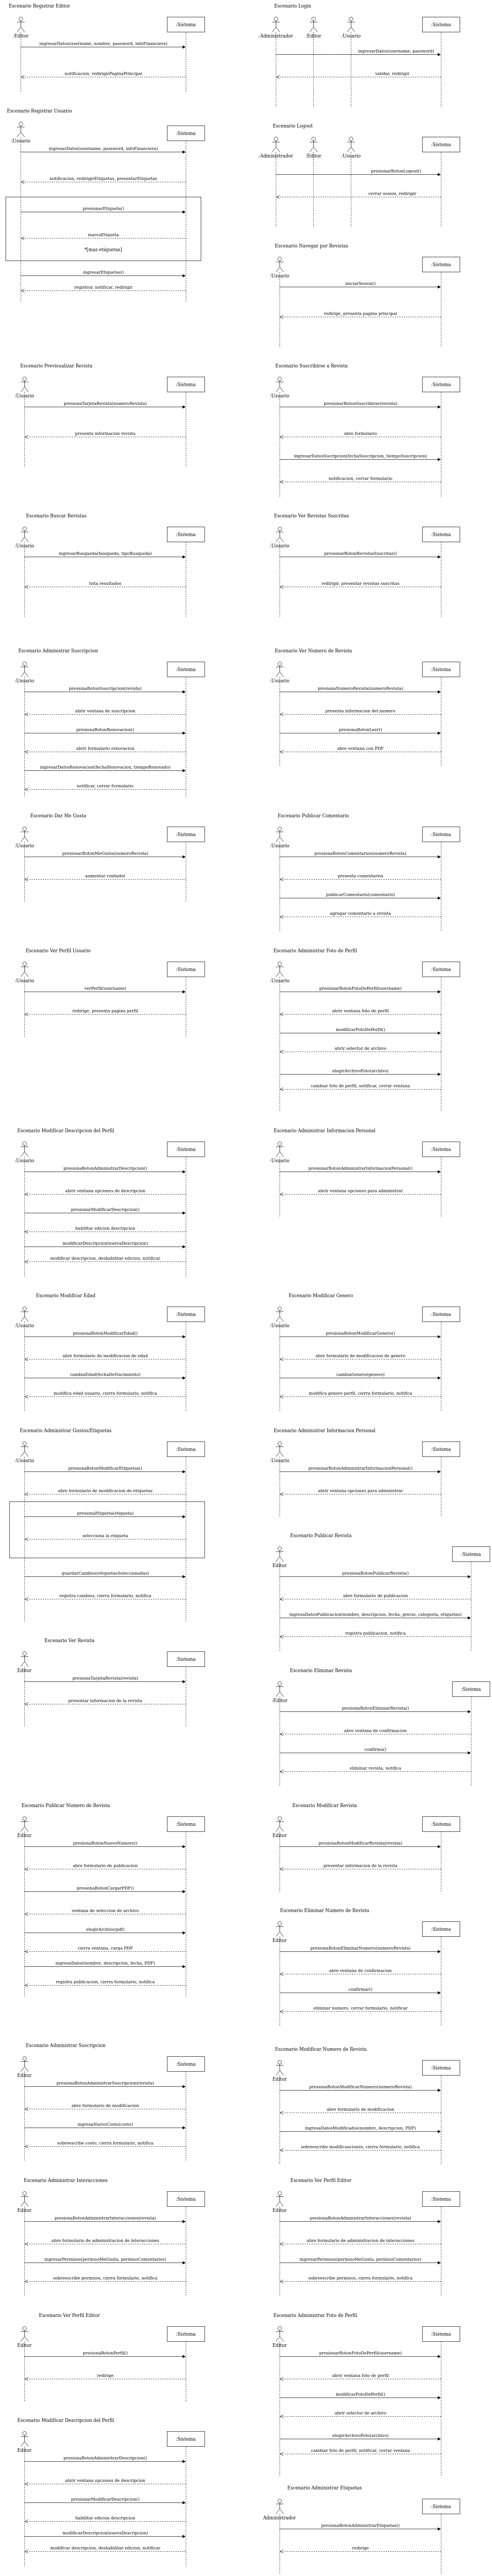 Escenario Registrar Editor
:Editor
:Sistema
ingresarDatos(username, nombre, password, infoFinanciera)
notificacion, redirigirPaginaPrincipal
Escenario Login
:Administrador
:Editor
:Usuario
:Sistema
ingresarDatos(username, password)
validar, redirigir
Escenario Registrar Usuario
:Usuario
:Sistema
ingresarDatos(username, password, infoFinanciera)
notificacion, redirigirEtiquetas, presentarEtiquetas
presionarEtiqueta()
marcaEtiqueta
*[mas etiquetas]
ingresarEtiquetas()
registrar, notificar, redirigir
Escenario Logout
:Administrador
:Editor
:Usuario
:Sistema
presionarBotonLogout()
cerrar sesion, redirigir
Escenario Navegar por Revistas
:Usuario
:Sistema
iniciarSesion()
redirige, presenta pagina principal
Escenario Previsualizar Revista
:Usuario
:Sistema
presionaTarjetaRevista(numeroRevista)
presenta informacion revista
Escenario Suscribirse a Revista
:Usuario
:Sistema
presionarBotonSuscribirse(revista)
abre formulario
ingresarDatosSucripcion(fechaSuscripcion, tiempoSuscripcion)
notificacion, cerrar formulario
Escenario Buscar Revistas
:Usuario
:Sistema
ingresarBusqueda(busqueda, tipoBusqueda)
lista resultados
Escenario Ver Revistas Suscritas
:Usuario
:Sistema
presionarBotonRevistasSuscritas()
redirigir, presentar revistas suscritas
Escenario Administrar Suscripcion
:Usuario
:Sistema
presionaBotonSuscripcion(revista)
abrir ventana de suscripcion
presionaBotonRenovacion()
abrir formulario renovacion
ingresarDatosRenovacion(fechaRenovacion, tiempoRenovado)
notificar, cerrar formulario
Escenario Ver Numero de Revista
:Usuario
:Sistema
presionaNumeroRevista(numeroRevista)
presenta informacion del numero
presionaBotonLeer()
abre ventana con PDF
Escenario Dar Me Gusta
:Usuario
:Sistema
presionarBotonMeGusta(numeroRevista)
aumentar contador
Escenario Publicar Comentario
:Usuario
:Sistema
presionaBotonComentarios(numeroRevista)
presenta comentarios
publicarComentario(comentario)
agregar comentario a revista
Escenario Ver Perfil Usuario
:Usuario
:Sistema
verPerfil(username)
redirige, presenta pagina perfil
Escenario Administrar Foto de Perfil
:Usuario
:Sistema
presionarBotonFotoDePerfil(username)
abrir ventana foto de perfil
modificarFotoDePerfil()
abrir selector de archivo
elegirArchivoFoto(archivo)
cambiar foto de perfil, notificar, cerrar ventana
Escenario Modificar Descripcion del Perfil
:Usuario
:Sistema
presionaBotonAdministrarDescripcion()
abrir ventana opciones de descripcion
presionarModificarDescripcion()
habilitar edicion descripcion
modificarDescripcion(nuevaDescripcion)
modificar descripcion, deshabilitar edicion, notificar
Escenario Administrar Informacion Personal
:Usuario
:Sistema
presionarBotonAdministrarInformacionPersonal()
abrir ventana opciones para administrar
Escenario Modificar Edad
:Usuario
:Sistema
presionaBotonModificarEdad()
abre formulario de modificacion de edad
cambiaEdad(fechaDeNacimiento)
modifica edad usuario, cierra formulario, notifica
Escenario Modificar Genero
:Usuario
:Sistema
presionaBotonModificarGenero()
abre formulario de modificacion de genero
cambiaGenero(genero)
modifica genero perfil, cierra formulario, notifica
Escenario Administrar Gustos/Etiquetas
:Usuario
:Sistema
presionaBotonModificarEtiquetas()
abre formulario de modificacion de etiquetas
presionaEtiqueta(etiqueta)
selecciona la etiqueta
guardarCambios(etiquetasSeleccionadas)
registra cambios, cierra formulario, notifica
Escenario Administrar Informacion Personal
:Usuario
:Sistema
presionarBotonAdministrarInformacionPersonal()
abrir ventana opciones para administrar
Escenario Publicar Revista
Editor
:Sistema
presionaBotonPublicarRevista()
abre formulario de publicacion
ingresaDatosPublicacion(nombre, descripcion, fecha, precio, categoria, etiquetas)
registra publicacion, notifica
Escenario Ver Revista
Editor
:Sistema
presionaTarjetaRevista(revista)
presentar informacion de la revista
Escenario Eliminar Revista
:Editor
:Sistema
presionaBotonEliminarRevista()
abre ventana de confirmacion
confirma()
eliminar revista, notifica
Escenario Publicar Numero de Revista
Editor
:Sistema
presionaBotonNuevoNumero()
abre formulario de publicacion
presionaBotonCargarPDF()
ventana de seleccion de archivo
elegirArchivo(pdf)
cierra ventana, carga PDF
ingresaDatos(nombre, descripcion, fecha, PDF)
registra publicacion, cierra formulario, notifica
Escenario Modificar Revista
Editor
:Sistema
presionaBotonModificarRevista(revista)
presentar informacion de la revista
Escenario Eliminar Numero de Revista
Editor
:Sistema
presionaBotonEliminarNumero(numeroRevista)
abre ventana de confirmacion
confirmar()
eliminar numero, cerrar formulario, notificar
Escenario Administrar Suscripcion
Editor
:Sistema
presionaBotonAdministrarSuscripcion(revista)
abre formulario de modificacion
ingresaNuevoCosto(costo)
sobreescribe costo, cierra formulario, notifica
Escenario Modificar Numero de Revista
Editor
:Sistema
presionaBotonModificarNumero(numeroRevista)
abre formulario de modificacion
ingresaDatosModificados(nombre, descripcion, PDF)
sobreescribe modificaaciones, cierra formulario, notifica
Escenario Administrar Interacciones
Editor
:Sistema
presionaBotonAdministrarInteracciones(revista)
abre formulario de administracion de interacciones
ingresarPermisos(permisoMeGusta, permisoComentarios)
sobreescribe permisos, cierra formulario, notifica
Escenario Ver Perfil Editor
Editor
:Sistema
presionaBotonAdministrarInteracciones(revista)
abre formulario de administracion de interacciones
ingresarPermisos(permisoMeGusta, permisoComentarios)
sobreescribe permisos, cierra formulario, notifica
Escenario Ver Perfil Editor
Editor
:Sistema
presionaBotonPerfil()
redirige
Escenario Administrar Foto de Perfil
Editor
:Sistema
presionarBotonFotoDePerfil(username)
abrir ventana foto de perfil
modificarFotoDePerfil()
abrir selector de archivo
elegirArchivoFoto(archivo)
cambiar foto de perfil, notificar, cerrar ventana
Escenario Modificar Descripcion del Perfil
Editor
:Sistema
presionaBotonAdministrarDescripcion()
abrir ventana opciones de descripcion
presionarModificarDescripcion()
habilitar edicion descripcion
modificarDescripcion(nuevaDescripcion)
modificar descripcion, deshabilitar edicion, notificar
Escenario Administrar Etiquetas
Administrador
:Sistema
presionaBotonAdministrarEtiquetas()
redirige